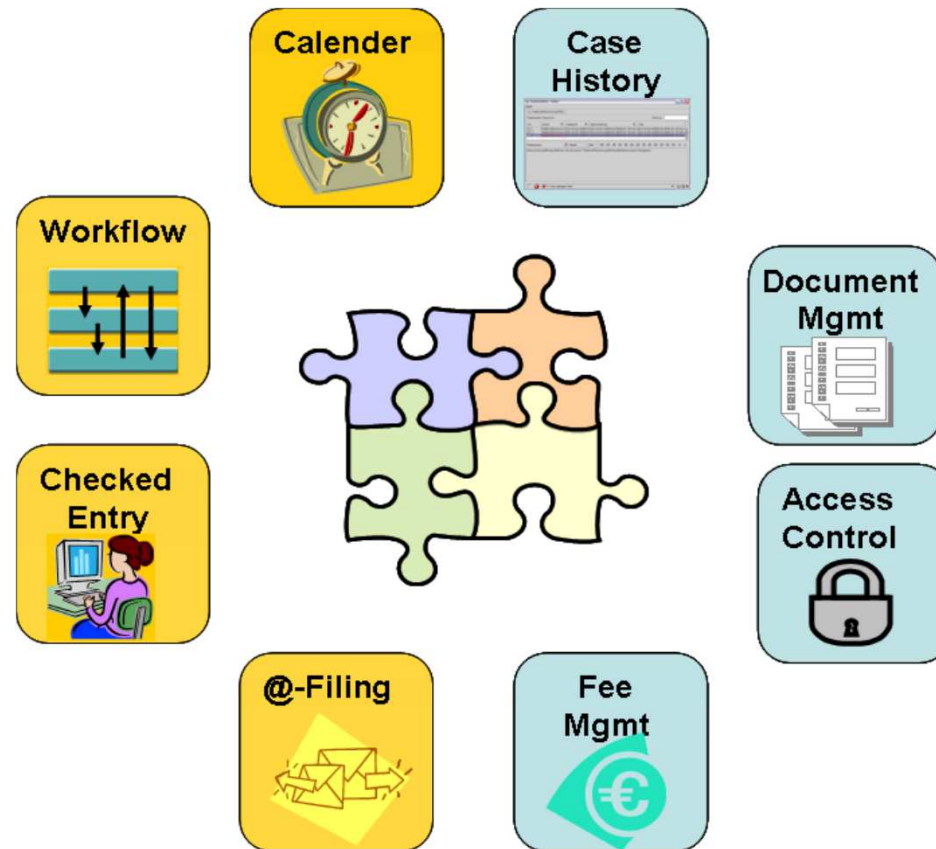 Calender
Case
History
Workflow
Document
Mgmt
Checked
Entry
Access
Control
@-Filing
Fee
Mgmt
€